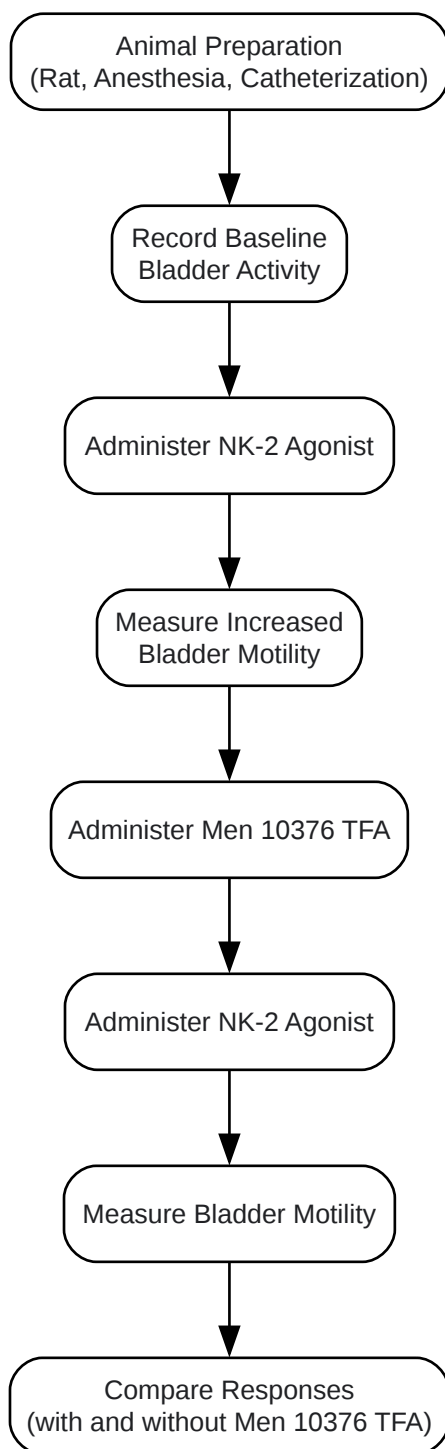 Animal Preparation
(Rat, Anesthesia, Catheterization)
Record Baseline
Bladder Activity
Administer NK-2 Agonist
Measure Increased
Bladder Motility
Administer Men 10376 TFA
Administer NK-2 Agonist
Measure Bladder Motility
Compare Responses
(with and without Men 10376 TFA)